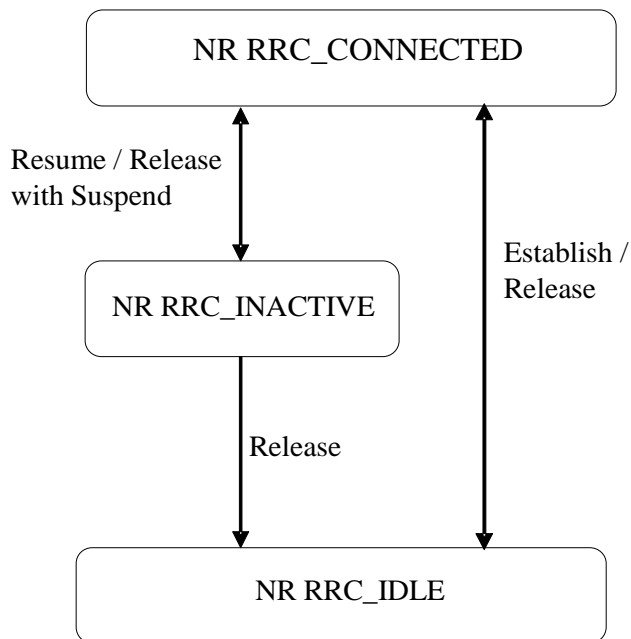 NR RRC_CONNECTED
Resume / Release
with Suspend
Establish /
Release
NR RRC_INACTIVE
Release
NR RRC_IDLE